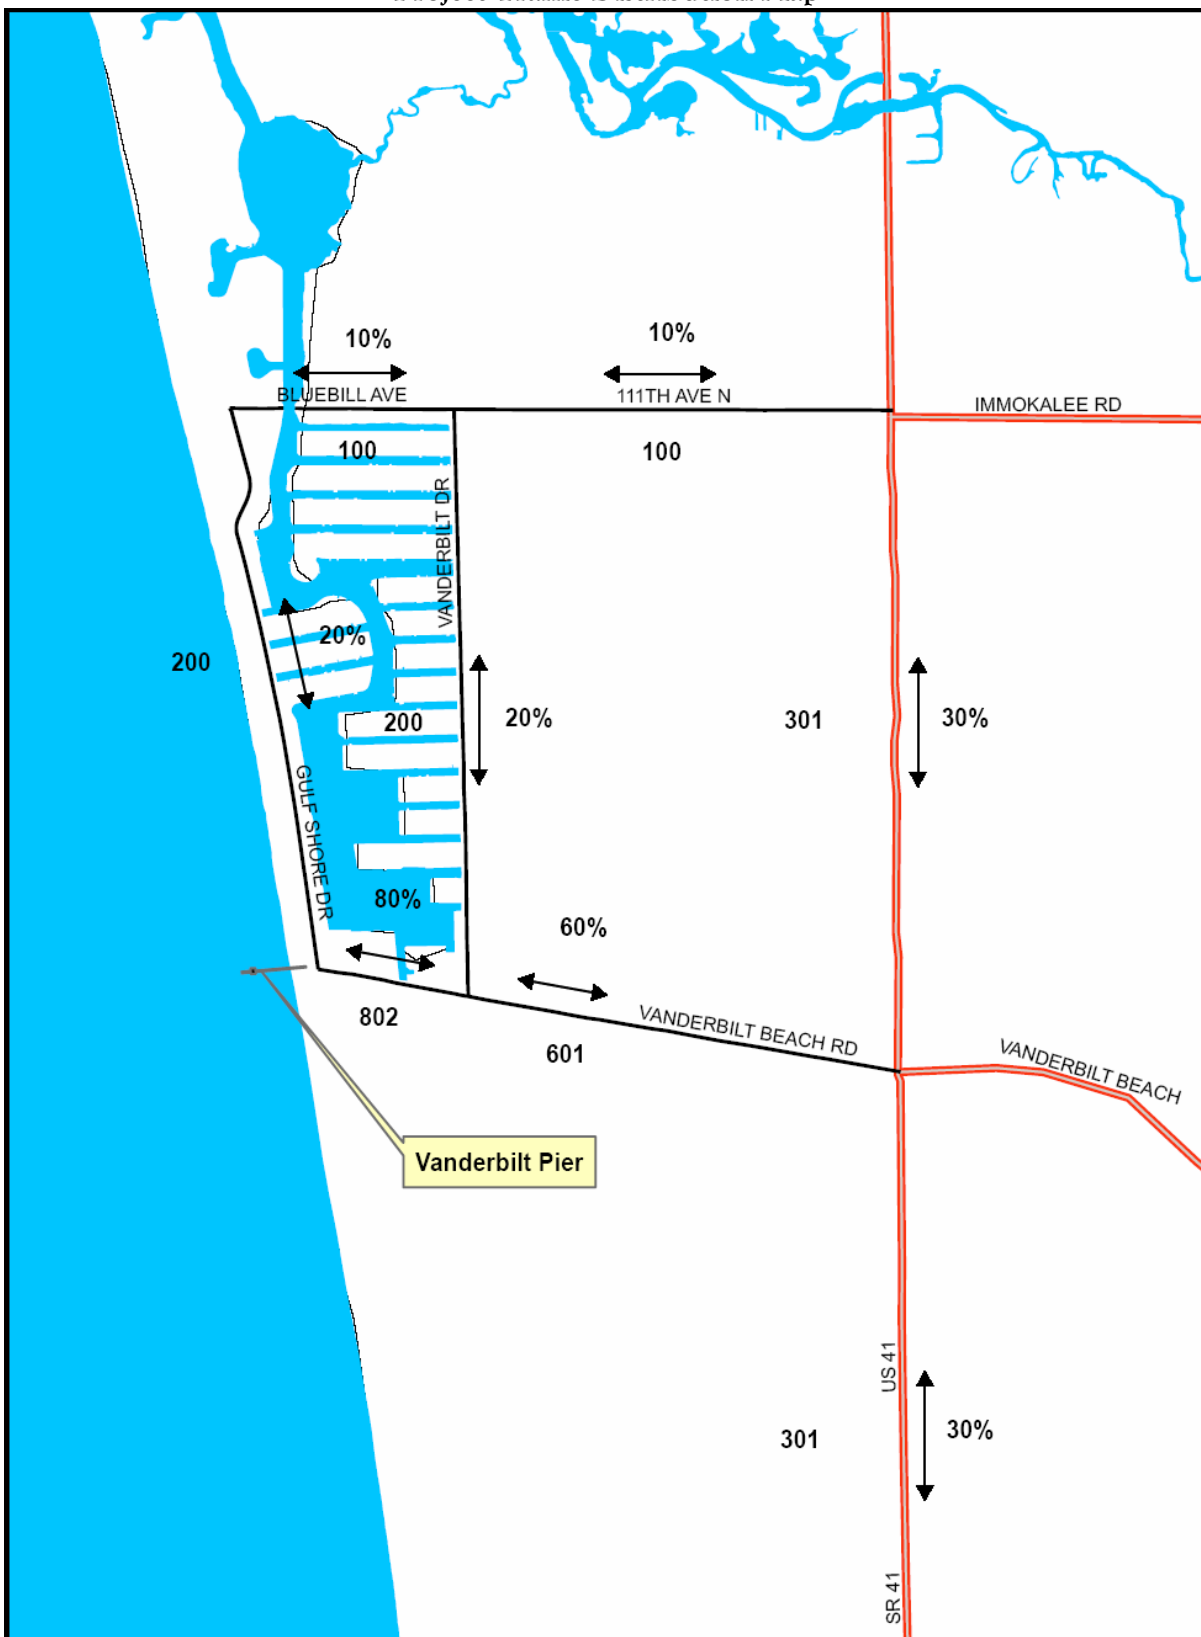 10%
10%
BLUEBILL AVE
111TH AVE N
IMMOKALEE RD
100
100
VANDERBILT DR
20%
200
200
20%
301
30%
GULF SHORE DR
80%
60%
802
601
VANDERBILT BEACH RD
VANDERBILT BEACH
Vanderbilt Pier
US 41
301
30%
SR 41